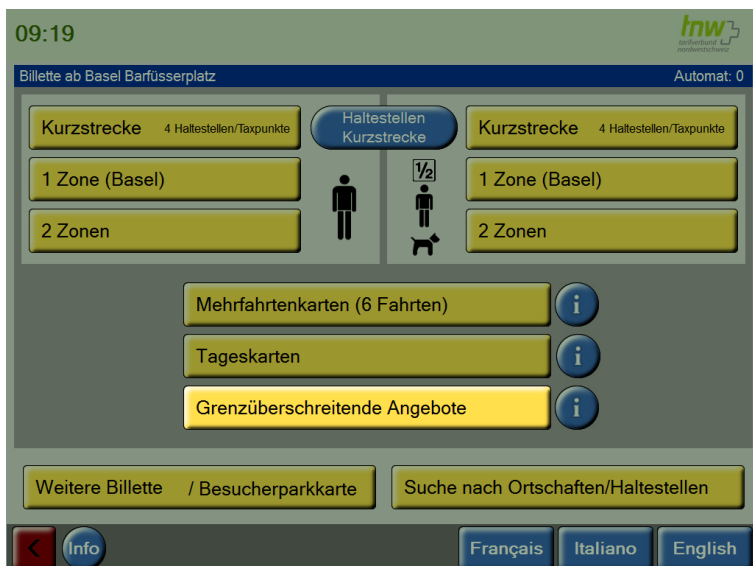 09:19
tnw
tarifverbund
nordwestschweiz
Billette ab Basel Barfüsserplatz
Automat: 0
Kurzstrecke 4 Haltestellen/Taxpunkte
Haltestellen
Kurzstrecke
Kurzstrecke 4 Haltestellen/Taxpunkte
1 Zone (Basel)
1/2
1 Zone (Basel)
2 Zonen
2 Zonen
Mehrfahrtenkarten (6 Fahrten)
i
Tageskarten
i
Grenzüberschreitende Angebote
i
Weitere Billette / Besucherparkkarte
Suche nach Ortschaften/Haltestellen
<
Info
Français
Italiano
English